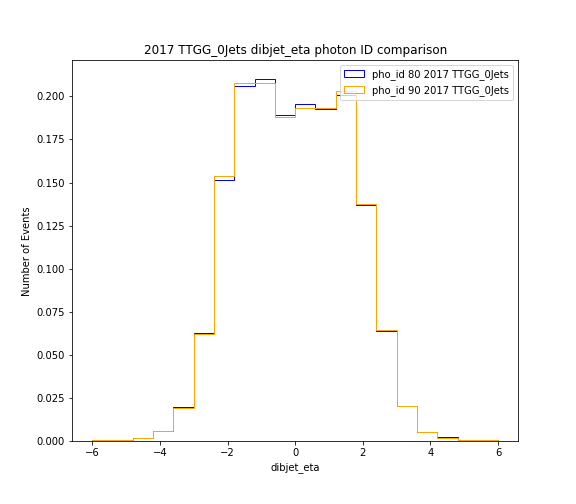 2017 TTGG_0Jets dibjet_eta photon ID comparison
pho_id 80 2017 TTGG_0Jets
pho_id 90 2017 TTGG_0Jets
Number of Events
0.200
0.175
0.150
0.125
0.100
0.075
0.050
0.025
0.000
−6 −4 −2 0 2 4 6
dibjet_eta